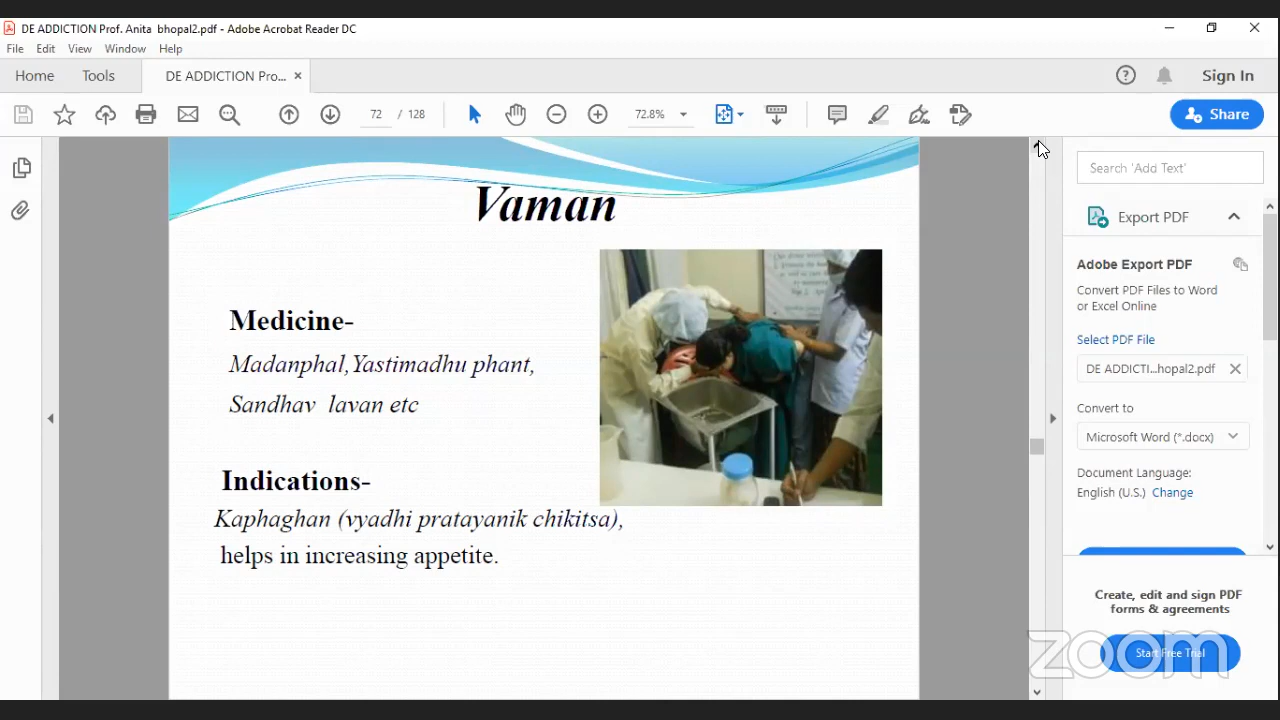 DE ADDICTION Prof. Anita bhopal2.pdf - Adobe Acrobat Reader DC
File Edit View Window Help
Home Tools DE ADDICTION Pro... × Sign In
72 / 128 72.8% Share
Vaman
Medicine-
Madanphal,Yastimadhu phant,
Sandhav lavan etc
Indications-
Kaphaghan (vyadhi pratayanik chikitsa),
helps in increasing appetite.
Search 'Add Text'
Export PDF
Adobe Export PDF
Convert PDF Files to Word
or Excel Online
Select PDF File
DE ADDICTI...hopal2.pdf
Convert to
Microsoft Word (*.docx)
Document Language:
English (U.S.) Change
Create, edit and sign PDF
forms & agreements
Start Free Trial
zoom